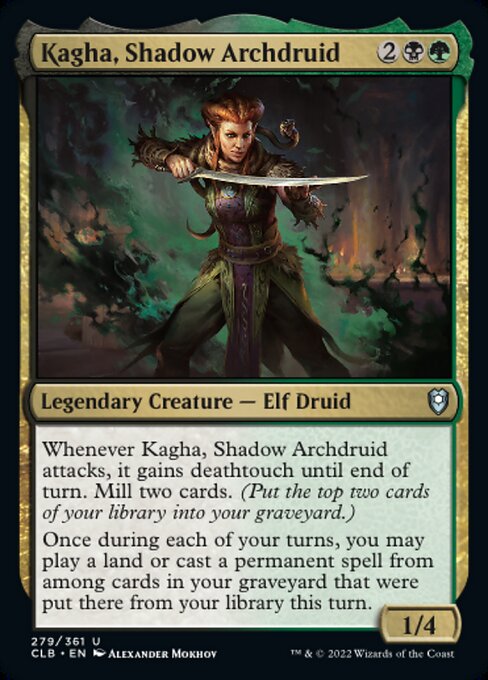 Kagha, Shadow Archdruid 2
Legendary Creature — Elf Druid
Whenever Kagha, Shadow Archdruid
attacks, it gains deathtouch until end of
turn. Mill two cards. (Put the top two cards
of your library into your graveyard.)
Once during each of your turns, you may
play a land or cast a permanent spell from
among cards in your graveyard that were
put there from your library this turn.
1/4
279/361 U
CLB • EN Alexander Mokhov
™ & © 2022 Wizards of the Coast